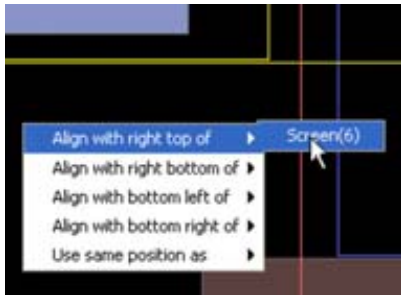 Align with right top of
Screen(6)
Align with right bottom of
Align with bottom left of
Align with bottom right of
Use same position as